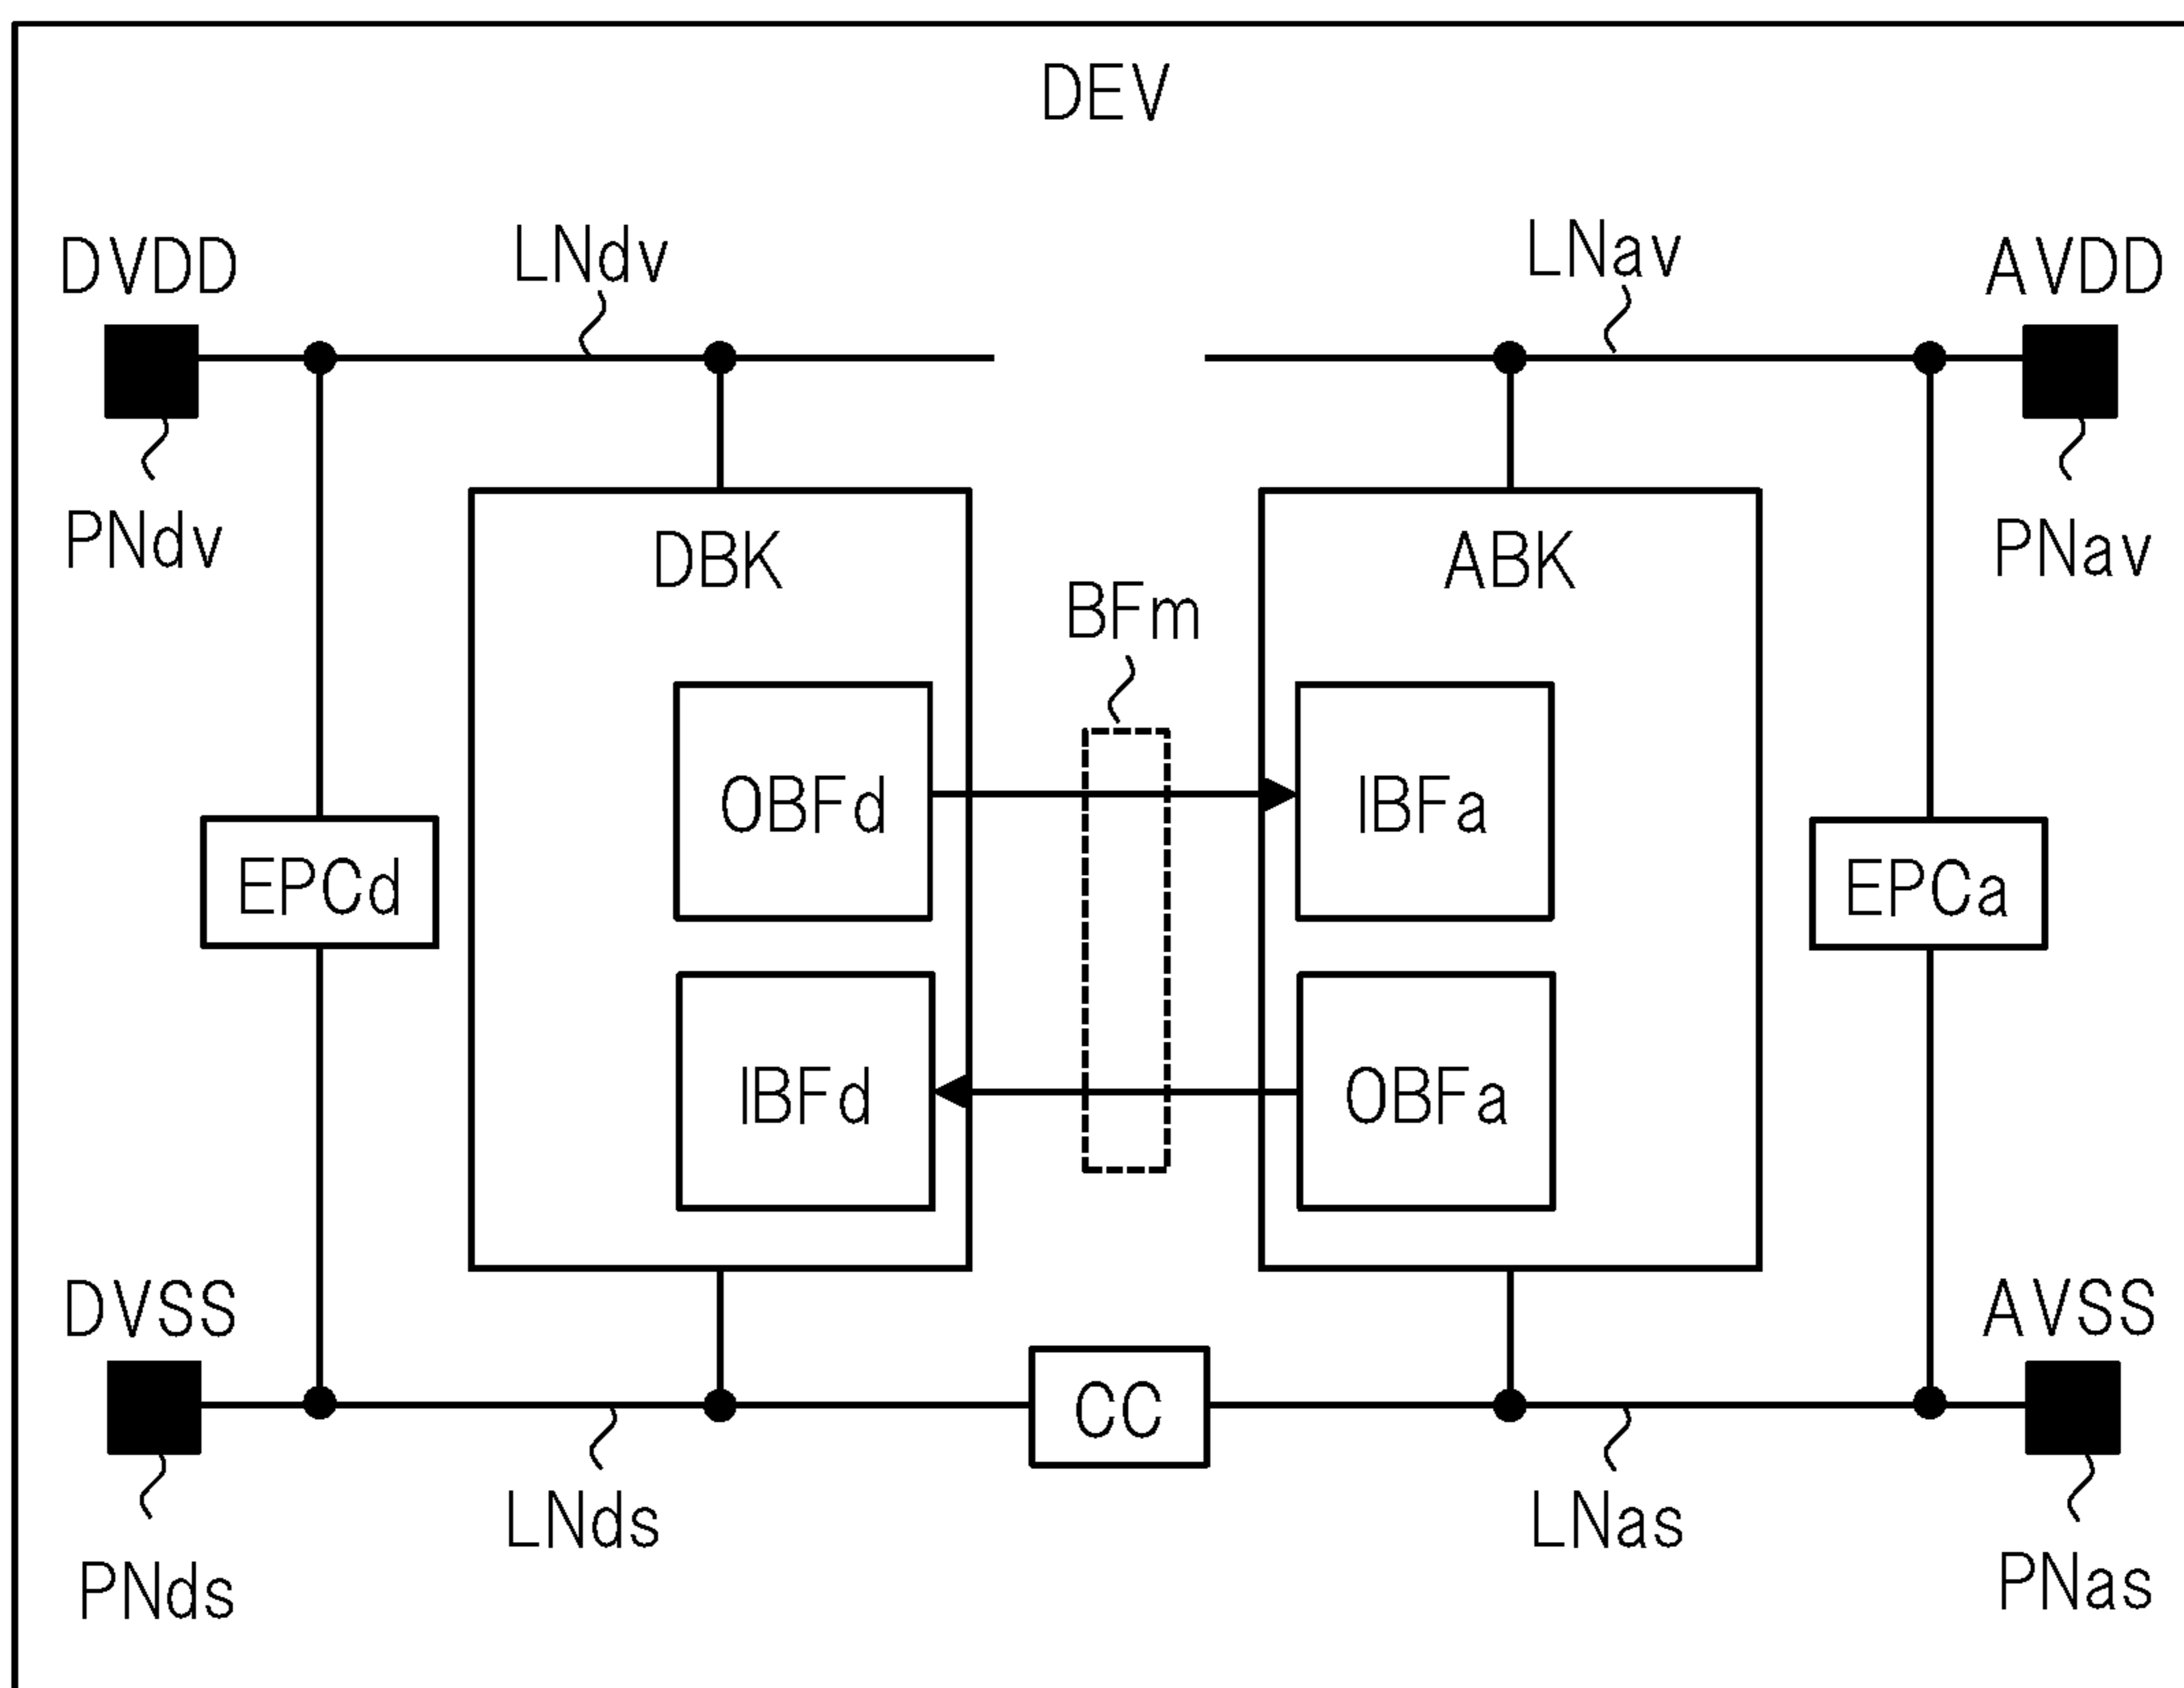 DEV
DVDD
LNdv
LNav
AVDD
PNdv
DBK
ABK
PNav
BFm
OBFd
IBFa
EPCd
EPCa
IBFd
OBFa
DVSS
AVSS
CC
LNds
LNas
PNds
PNas